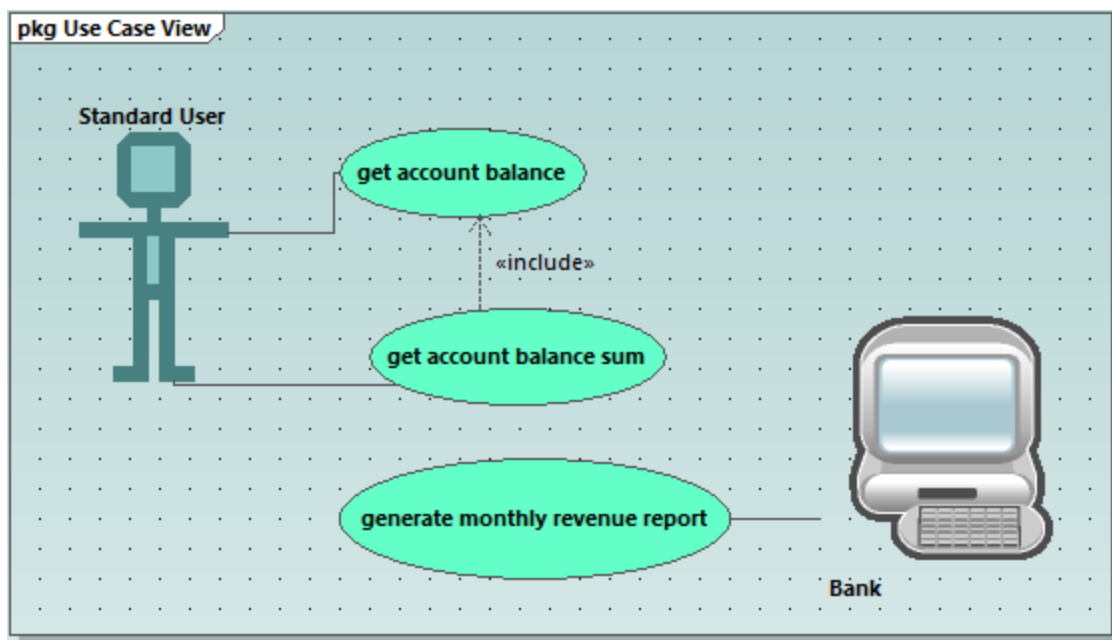 pkg Use Case View
Standard User
get account balance
«include»
get account balance sum
generate monthly revenue report
Bank